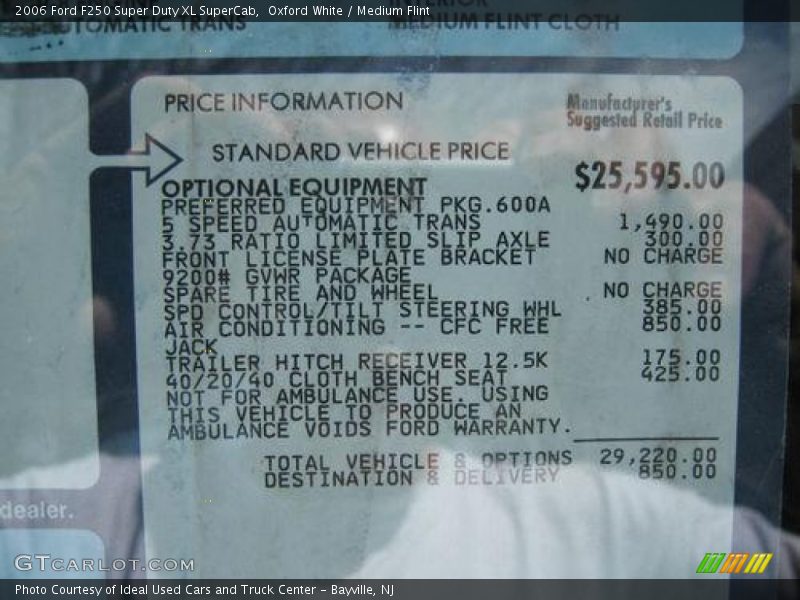 2006 Ford F250 Super Duty XL SuperCab, Oxford White / Medium Flint
AUTOMATIC TRANS
INTERIOR
MEDIUM FLINT CLOTH
PRICE INFORMATION
Manufacturer's
Suggested Retail Price
STANDARD VEHICLE PRICE $25,595.00
OPTIONAL EQUIPMENT
PREFERRED EQUIPMENT PKG.600A
5 SPEED AUTOMATIC TRANS 1,490.00
3.73 RATIO LIMITED SLIP AXLE 300.00
FRONT LICENSE PLATE BRACKET NO CHARGE
9200# GVWR PACKAGE
SPARE TIRE AND WHEEL NO CHARGE
SPD CONTROL/TILT STEERING WHL 385.00
AIR CONDITIONING -- CFC FREE 850.00
JACK
TRAILER HITCH RECEIVER 12.5K 175.00
40/20/40 CLOTH BENCH SEAT 425.00
NOT FOR AMBULANCE USE. USING
THIS VEHICLE TO PRODUCE AN
AMBULANCE VOIDS FORD WARRANTY.
TOTAL VEHICLE & OPTIONS 29,220.00
DESTINATION & DELIVERY 850.00
dealer.
GTCARLOT.COM
Photo Courtesy of Ideal Used Cars and Truck Center - Bayville, NJ